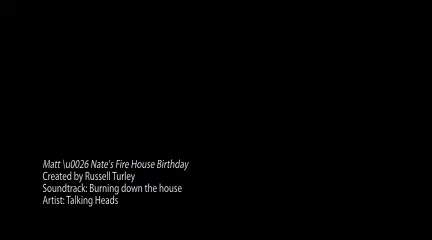 Matt \u0026 Nate's Fire House Birthday
Created by Russell Turley
Soundtrack: Burning down the house
Artist: Talking Heads